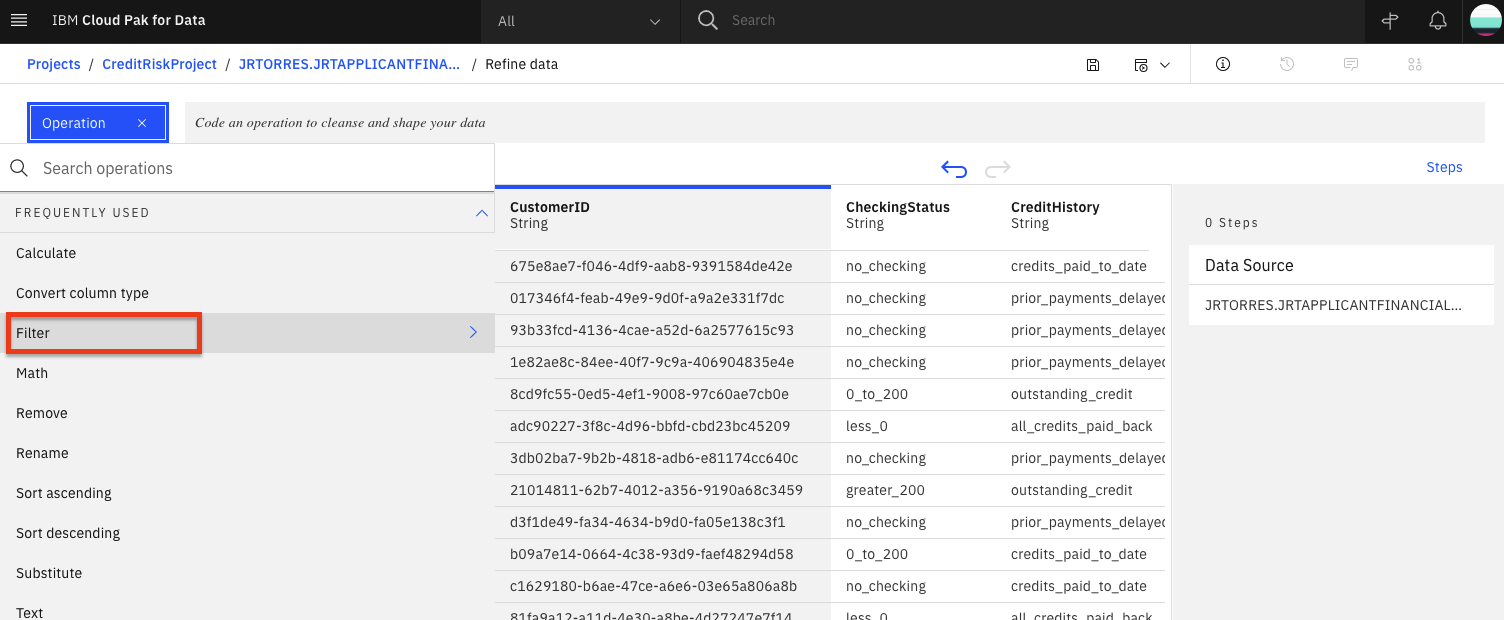 IBM Cloud Pak for Data
All
Search
Projects / CreditRiskProject / JRTORRES.JRTAPPLICANTFINA... / Refine data
Operation ×
Code an operation to cleanse and shape your data
Search operations
Steps
FREQUENTLY USED
Calculate
Convert column type
Filter
Math
Remove
Rename
Sort ascending
Sort descending
Substitute
Text
CustomerID CheckingStatus CreditHistory
String String String
675e8ae7-f046-4df9-aab8-9391584de42e no_checking credits_paid_to_date
017346f4-feab-49e9-9d0f-a9a2e331f7dc no_checking prior_payments_delayed
93b33fcd-4136-4cae-a52d-6a2577615c93 no_checking prior_payments_delayed
1e82ae8c-84ee-40f7-9c9a-406904835e4e no_checking prior_payments_delayed
8cd9fc55-0ed5-4ef1-9008-97c60ae7cb0e 0_to_200 outstanding_credit
adc90227-3f8c-4d96-bbfd-cbd23bc45209 less_0 all_credits_paid_back
3db02ba7-9b2b-4818-adb6-e81174cc640c no_checking prior_payments_delayed
21014811-62b7-4012-a356-9190a68c3459 greater_200 outstanding_credit
d3f1de49-fa34-4634-b9d0-fa05e138c3f1 no_checking prior_payments_delayed
b09a7e14-0664-4c38-93d9-faef48294d58 0_to_200 credits_paid_to_date
c1629180-b6ae-47ce-a6e6-03e65a806a8b no_checking credits_paid_to_date
81fa9a12-a11d-4e30-a8be-4d27247e7f14 less_0 all_credits_paid_back
0 Steps
Data Source
JRTORRES.JRTAPPLICANTFINANCIAL...